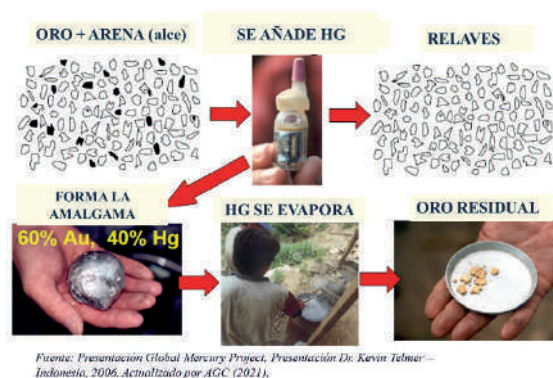 ORO + ARENA (alce)
SE AÑADE HG
RELAVES
FORMA LA
AMALGAMA
60% Au, 40% Hg
HG SE EVAPORA
ORO RESIDUAL
Fuente: Presentación Global Mercury Project, Presentación Dr. Kevin Telmer –
Indonesia, 2006. Actualizado por AGC (2021).